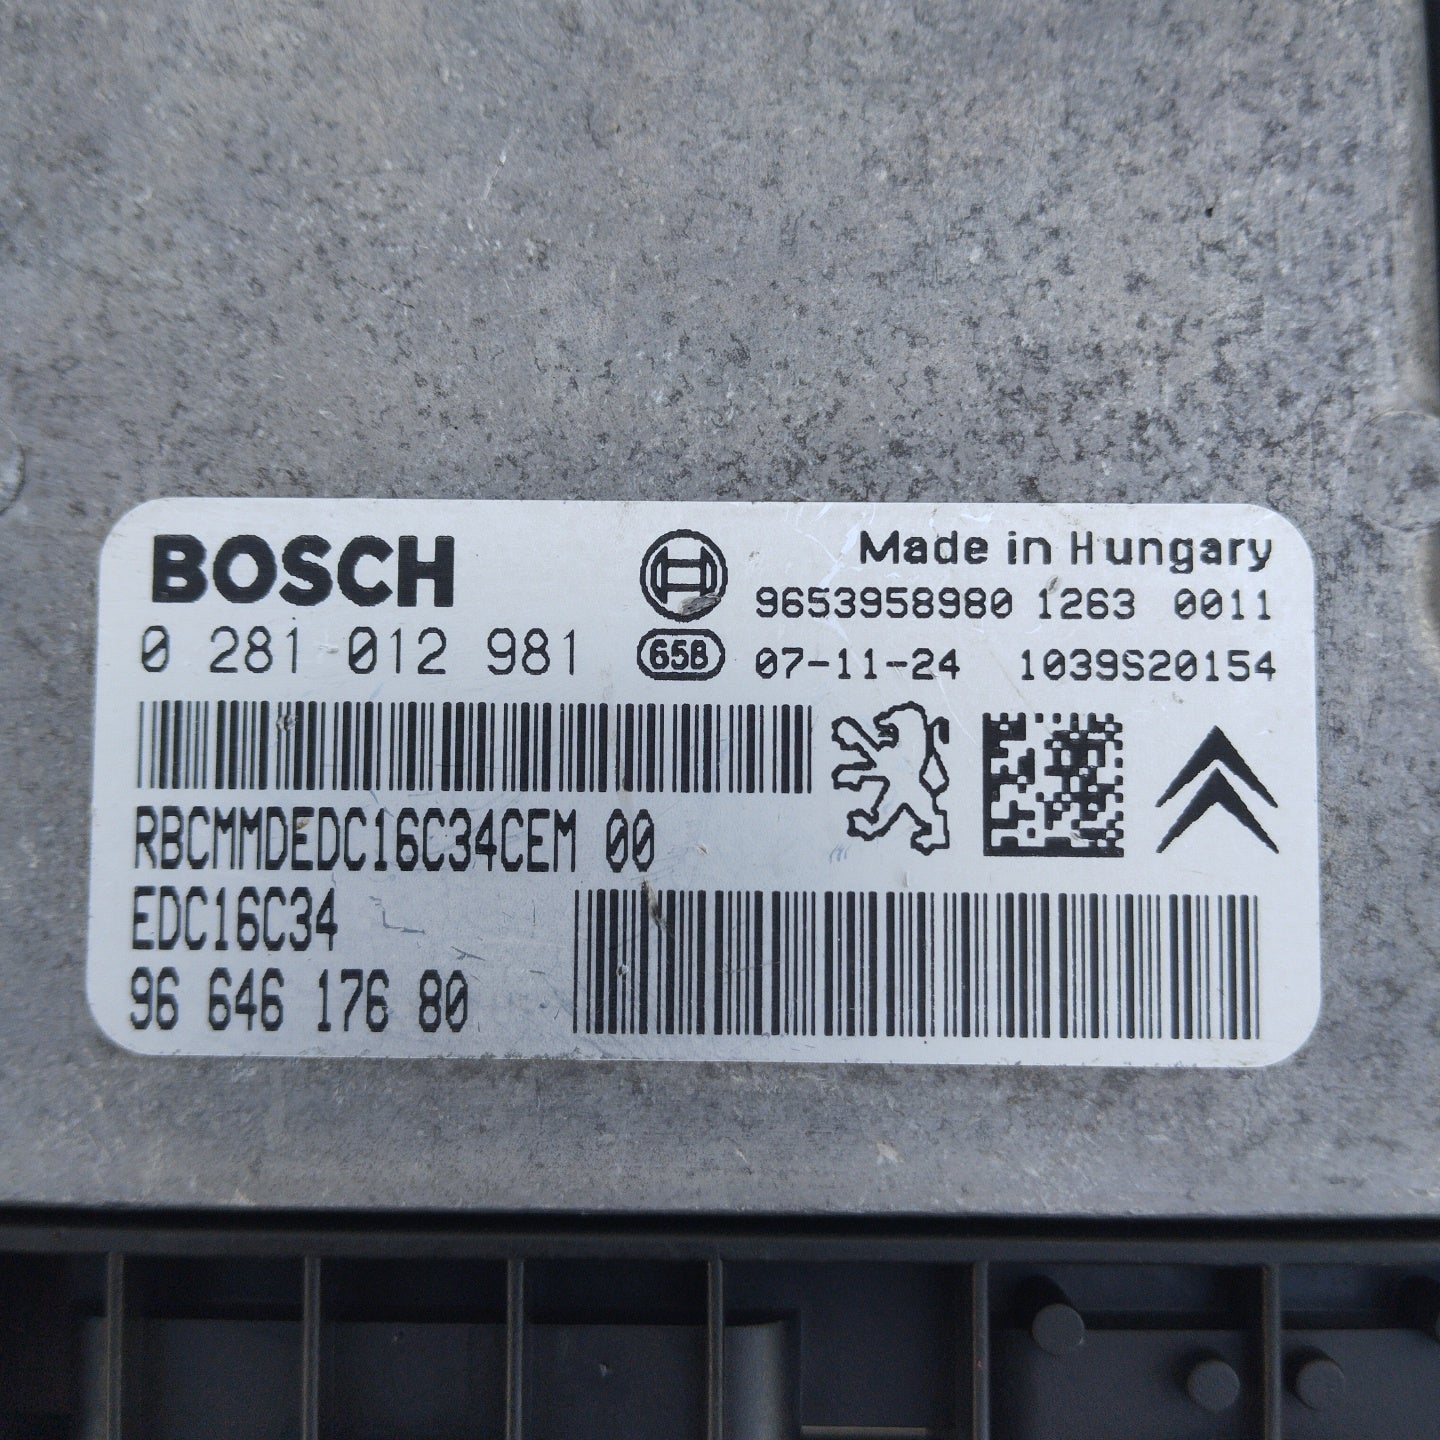 BOSCH
Made in Hungary
9653958980 1263 0011
0 281 012 981
658
07-11-24 1039S20154
RBCMMDEDC16C34CEM 00
EDC16C34
96 646 176 80